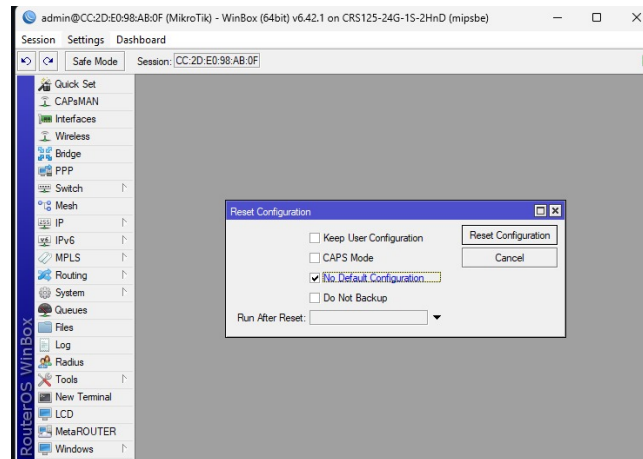 admin@CC:2D:E0:98:AB:0F (MikroTik) - WinBox (64bit) v6.42.1 on CRS125-24G-1S-2HnD (mipsbe)
Session Settings Dashboard
Safe Mode Session: CC:2D:E0:98:AB:0F
Quick Set
CAPsMAN
Interfaces
Wireless
Bridge
PPP
Switch
Mesh
IP
IPv6
MPLS
Routing
System
Queues
Files
Log
Radius
Tools
New Terminal
LCD
MetaROUTER
Windows
RouterOS WinBox
Reset Configuration
Keep User Configuration
CAPS Mode
No Default Configuration
Do Not Backup
Run After Reset:
Reset Configuration
Cancel